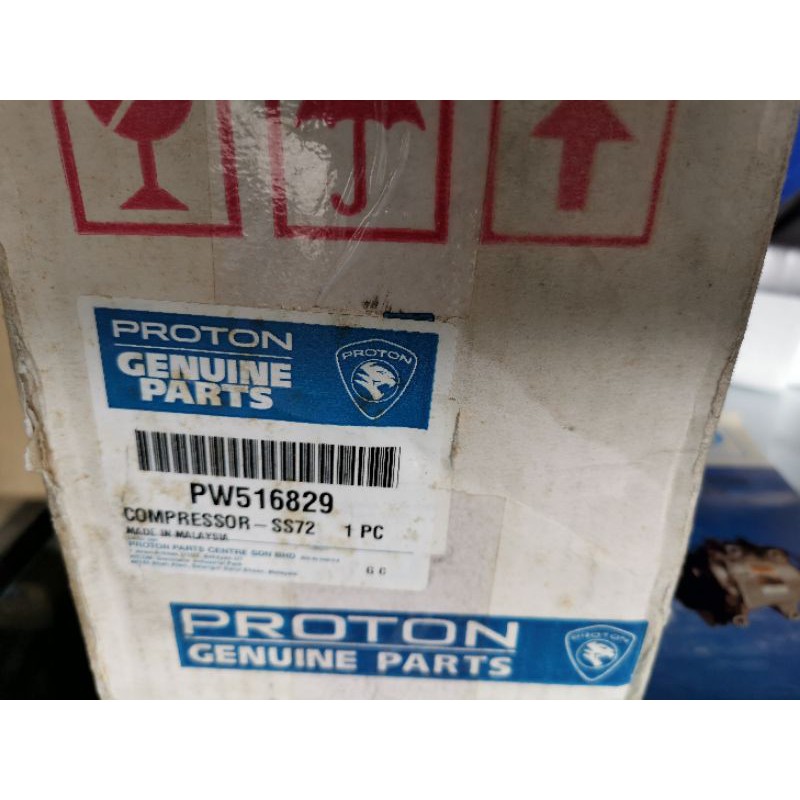 PROTON
GENUINE
PARTS
PROTON
PW516829
COMPRESSOR-SS72 1 PC
MADE IN MALAYSIA
PROTON PARTS CENTRE SDN BHD
G G
PROTON
GENUINE PARTS
PROTON